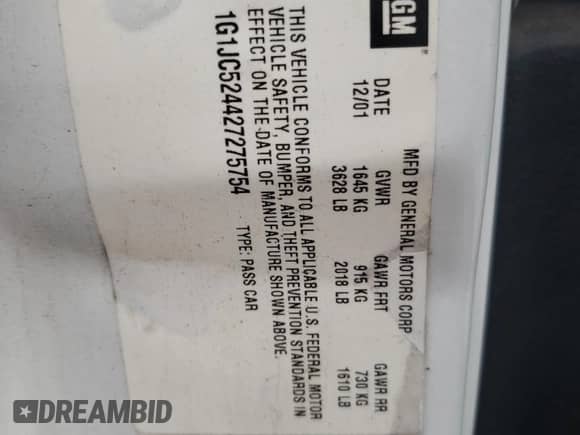 GM
MFD BY GENERAL MOTORS CORP
DATE GVWR GAWR FRT GAWR RR
12/01 1645 KG 915 KG 730 KG
3628 LB 2018 LB 1610 LB
THIS VEHICLE CONFORMS TO ALL APPLICABLE U.S. FEDERAL MOTOR
VEHICLE SAFETY, BUMPER, AND THEFT PREVENTION STANDARDS IN
EFFECT ON THE DATE OF MANUFACTURE SHOWN ABOVE.
1G1JC524427275754 TYPE: PASS CAR
DREAMBID